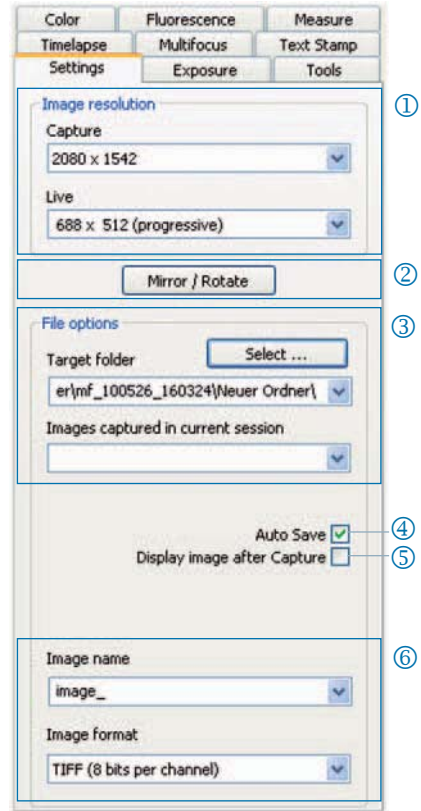 Color Fluorescence Measure
Timelapse Multifocus Text Stamp
Settings Exposure Tools
Image resolution ①
Capture
2080 x 1542
Live
688 x 512 (progressive)
Mirror / Rotate ②
File options ③
Target folder Select ...
er\mf_100526_160324\Neuer Ordner\
Images captured in current session
Auto Save ④
Display image after Capture ⑤
Image name ⑥
image_
Image format
TIFF (8 bits per channel)